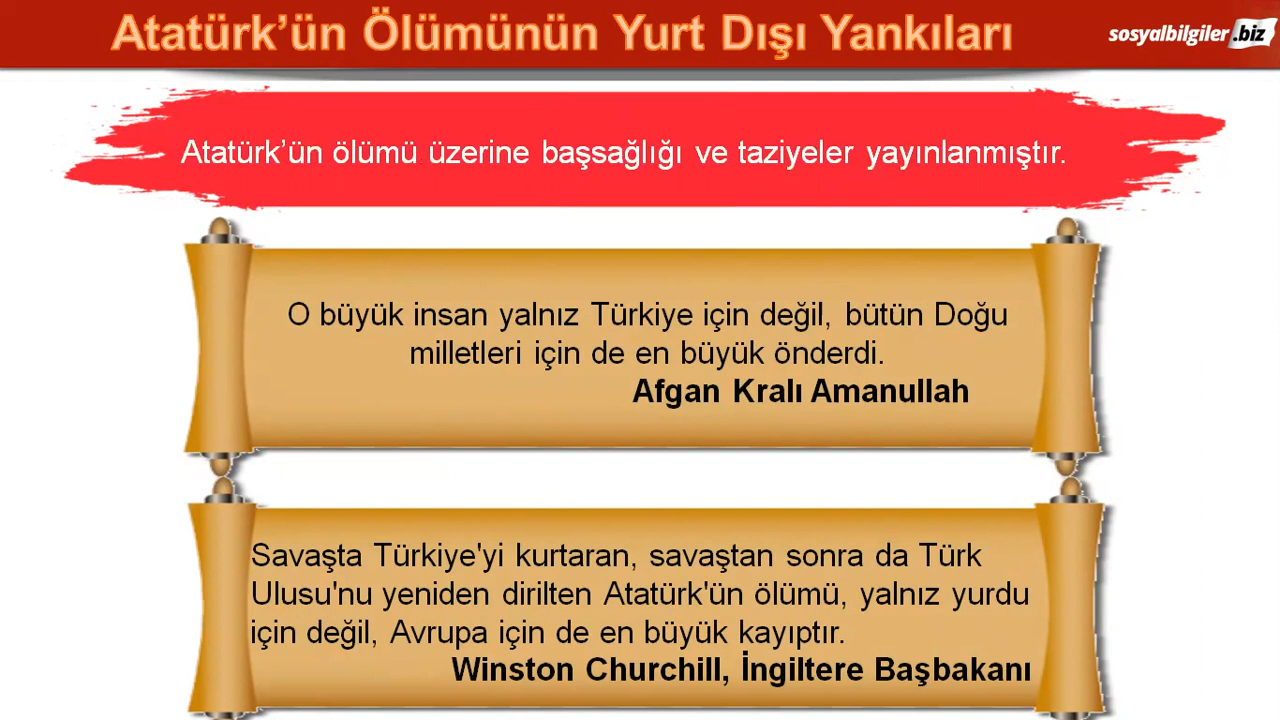 Atatürk’ün Ölümünün Yurt Dışı Yankıları
sosyalbilgiler.biz
Atatürk’ün ölümü üzerine başsağlığı ve taziyeler yayınlanmıştır.
O büyük insan yalnız Türkiye için değil, bütün Doğu
milletleri için de en büyük önderdi.
Afgan Kralı Amanullah
Savaşta Türkiye'yi kurtaran, savaştan sonra da Türk
Ulusu'nu yeniden dirilten Atatürk'ün ölümü, yalnız yurdu
için değil, Avrupa için de en büyük kayıptır.
Winston Churchill, İngiltere Başbakanı